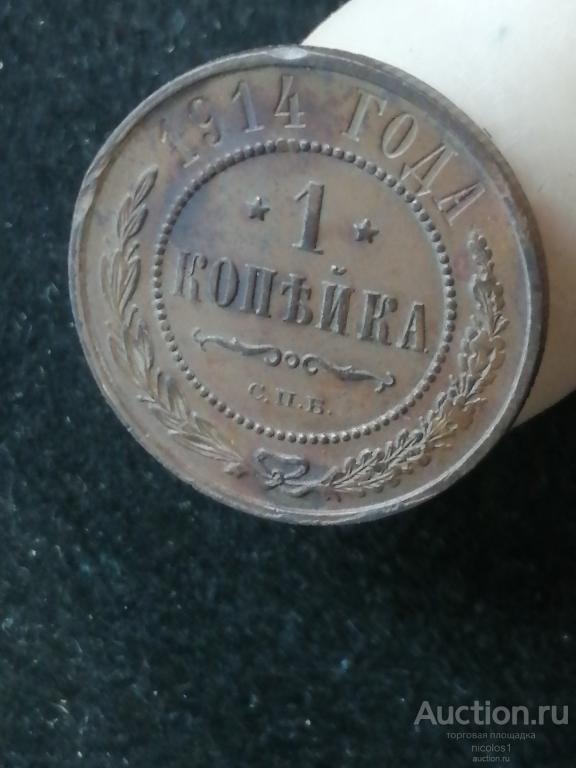 1914 ГОДА
* 1 *
КОПѢЙКА
С.П.Б.
Auction.ru
торговая площадка
nicolos1
auction.ru